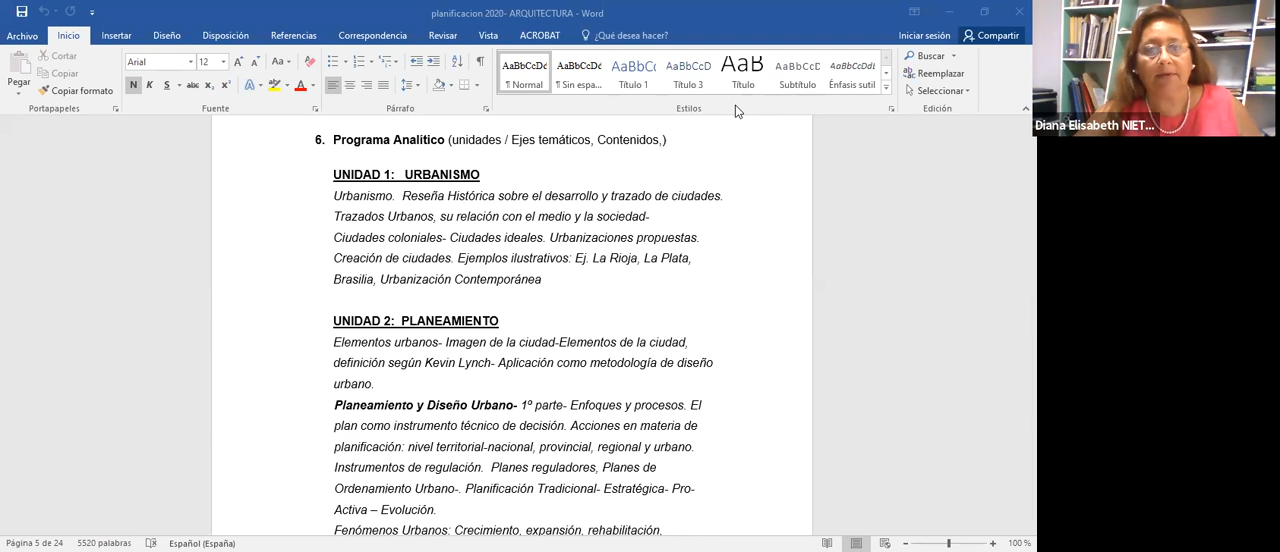 planificacion 2020- ARQUITECTURA - Word
Archivo Inicio Insertar Diseño Disposición Referencias Correspondencia Revisar Vista ACROBAT ¿Qué desea hacer? Iniciar sesión Compartir
Pegar
Cortar
Copiar
Copiar formato
Portapapeles
Arial 12
N K S abc x₂ x²
Fuente
Párrafo
AaBbCcDc AaBbCcDc AaBbCc AaBbCcD AaB AaBbCcC AaBbCcDdI
¶ Normal ¶ Sin espa... Título 1 Título 3 Título Subtítulo Énfasis sutil
Estilos
Buscar
Reemplazar
Seleccionar
Edición
Diana Elisabeth NIET...
6. Programa Analítico (unidades / Ejes temáticos, Contenidos,)
UNIDAD 1: URBANISMO
Urbanismo. Reseña Histórica sobre el desarrollo y trazado de ciudades.
Trazados Urbanos, su relación con el medio y la sociedad-
Ciudades coloniales- Ciudades ideales. Urbanizaciones propuestas.
Creación de ciudades. Ejemplos ilustrativos: Ej. La Rioja, La Plata,
Brasilia, Urbanización Contemporánea
UNIDAD 2: PLANEAMIENTO
Elementos urbanos- Imagen de la ciudad-Elementos de la ciudad,
definición según Kevin Lynch- Aplicación como metodología de diseño
urbano.
Planeamiento y Diseño Urbano- 1º parte- Enfoques y procesos. El
plan como instrumento técnico de decisión. Acciones en materia de
planificación: nivel territorial-nacional, provincial, regional y urbano.
Instrumentos de regulación. Planes reguladores, Planes de
Ordenamiento Urbano-. Planificación Tradicional- Estratégica- Pro-
Activa – Evolución.
Fenómenos Urbanos: Crecimiento, expansión, rehabilitación,
Página 5 de 24 5520 palabras Español (España) 100 %